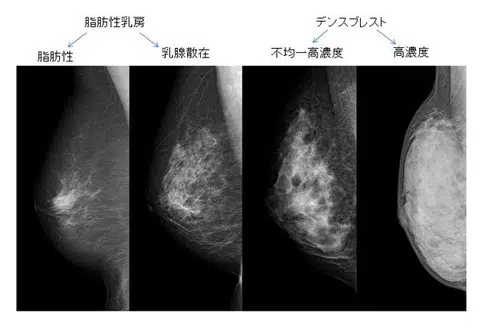 脂肪性乳房
デンスブレスト
脂肪性
乳腺散在
不均一高濃度
高濃度